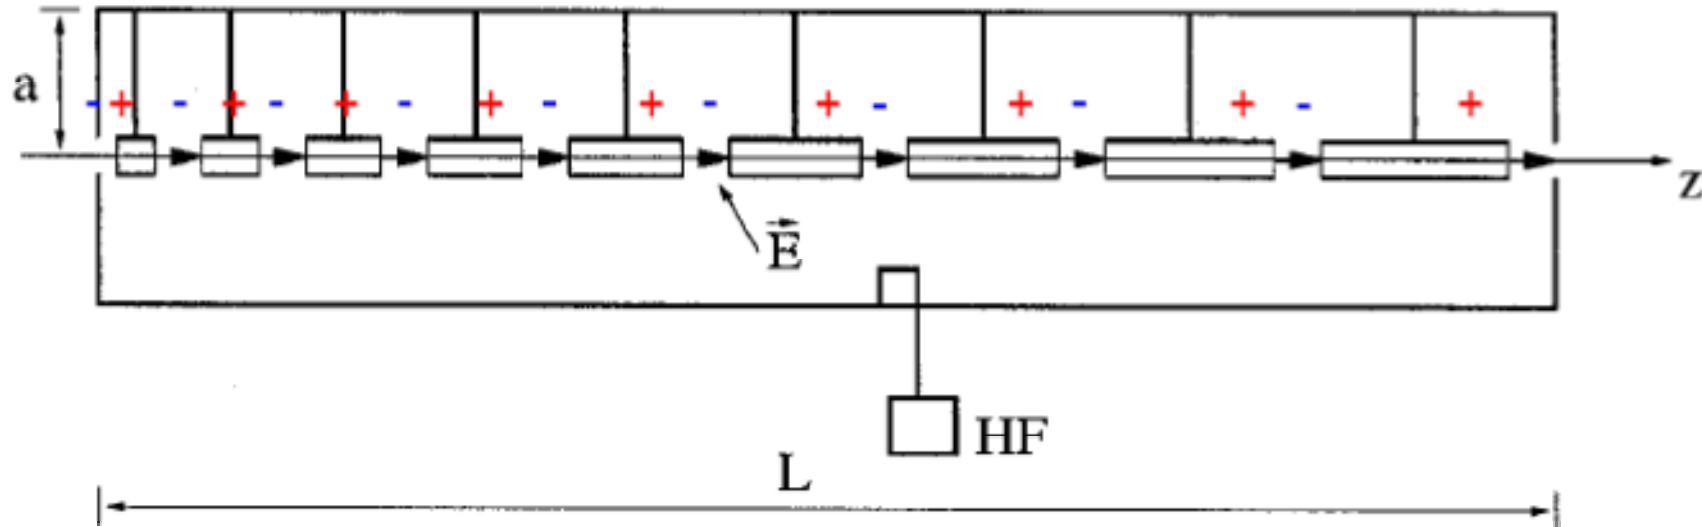 a
- + - + - + - + - + - + - + - + - +
E
z
HF
L